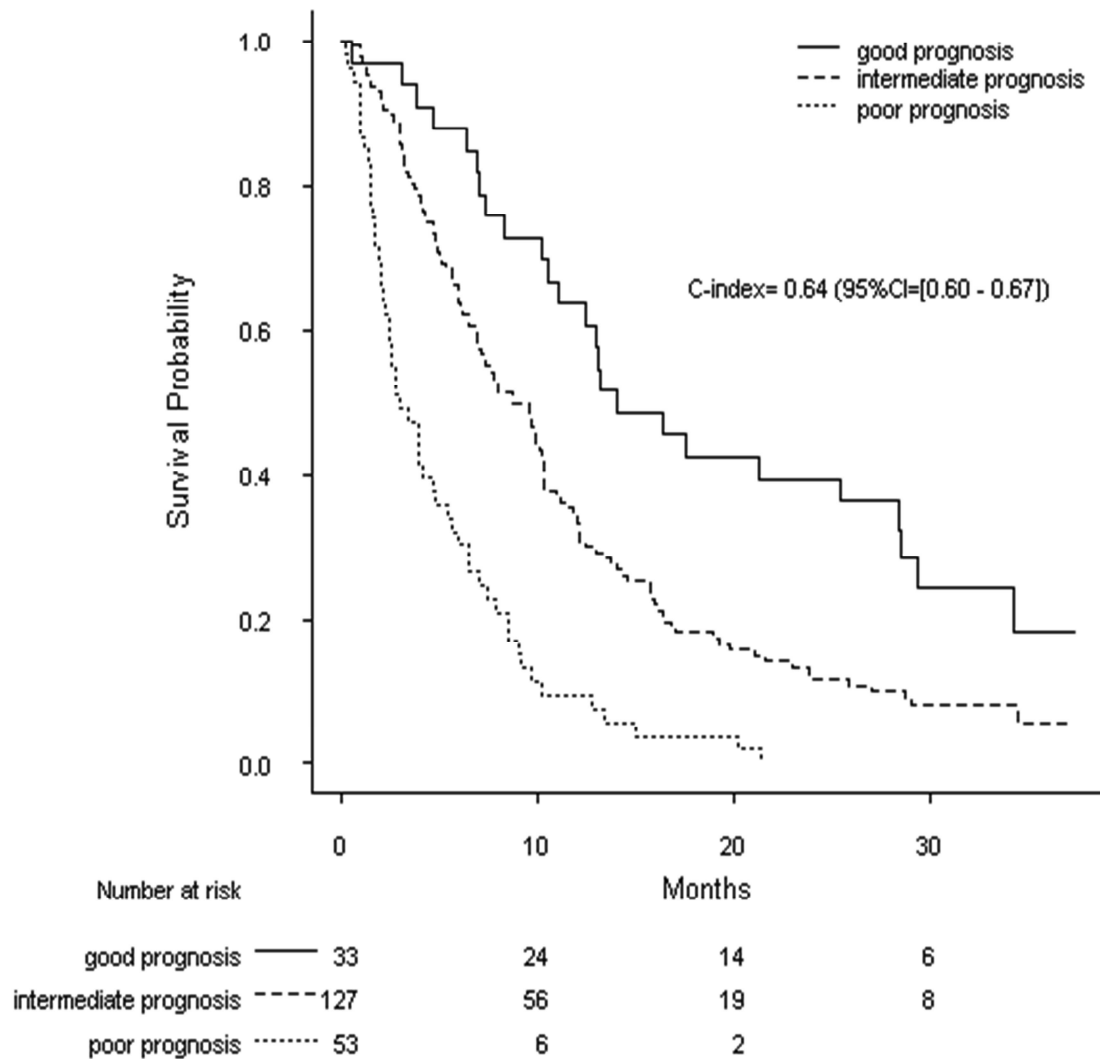 1.0
0.8
0.6
0.4
0.2
0.0
Survival Probability
good prognosis
intermediate prognosis
poor prognosis
C-index= 0.64 (95%CI=[0.60 - 0.67])
0 10 20 30
Months
Number at risk
good prognosis 33 24 14 6
intermediate prognosis 127 56 19 8
poor prognosis 53 6 2